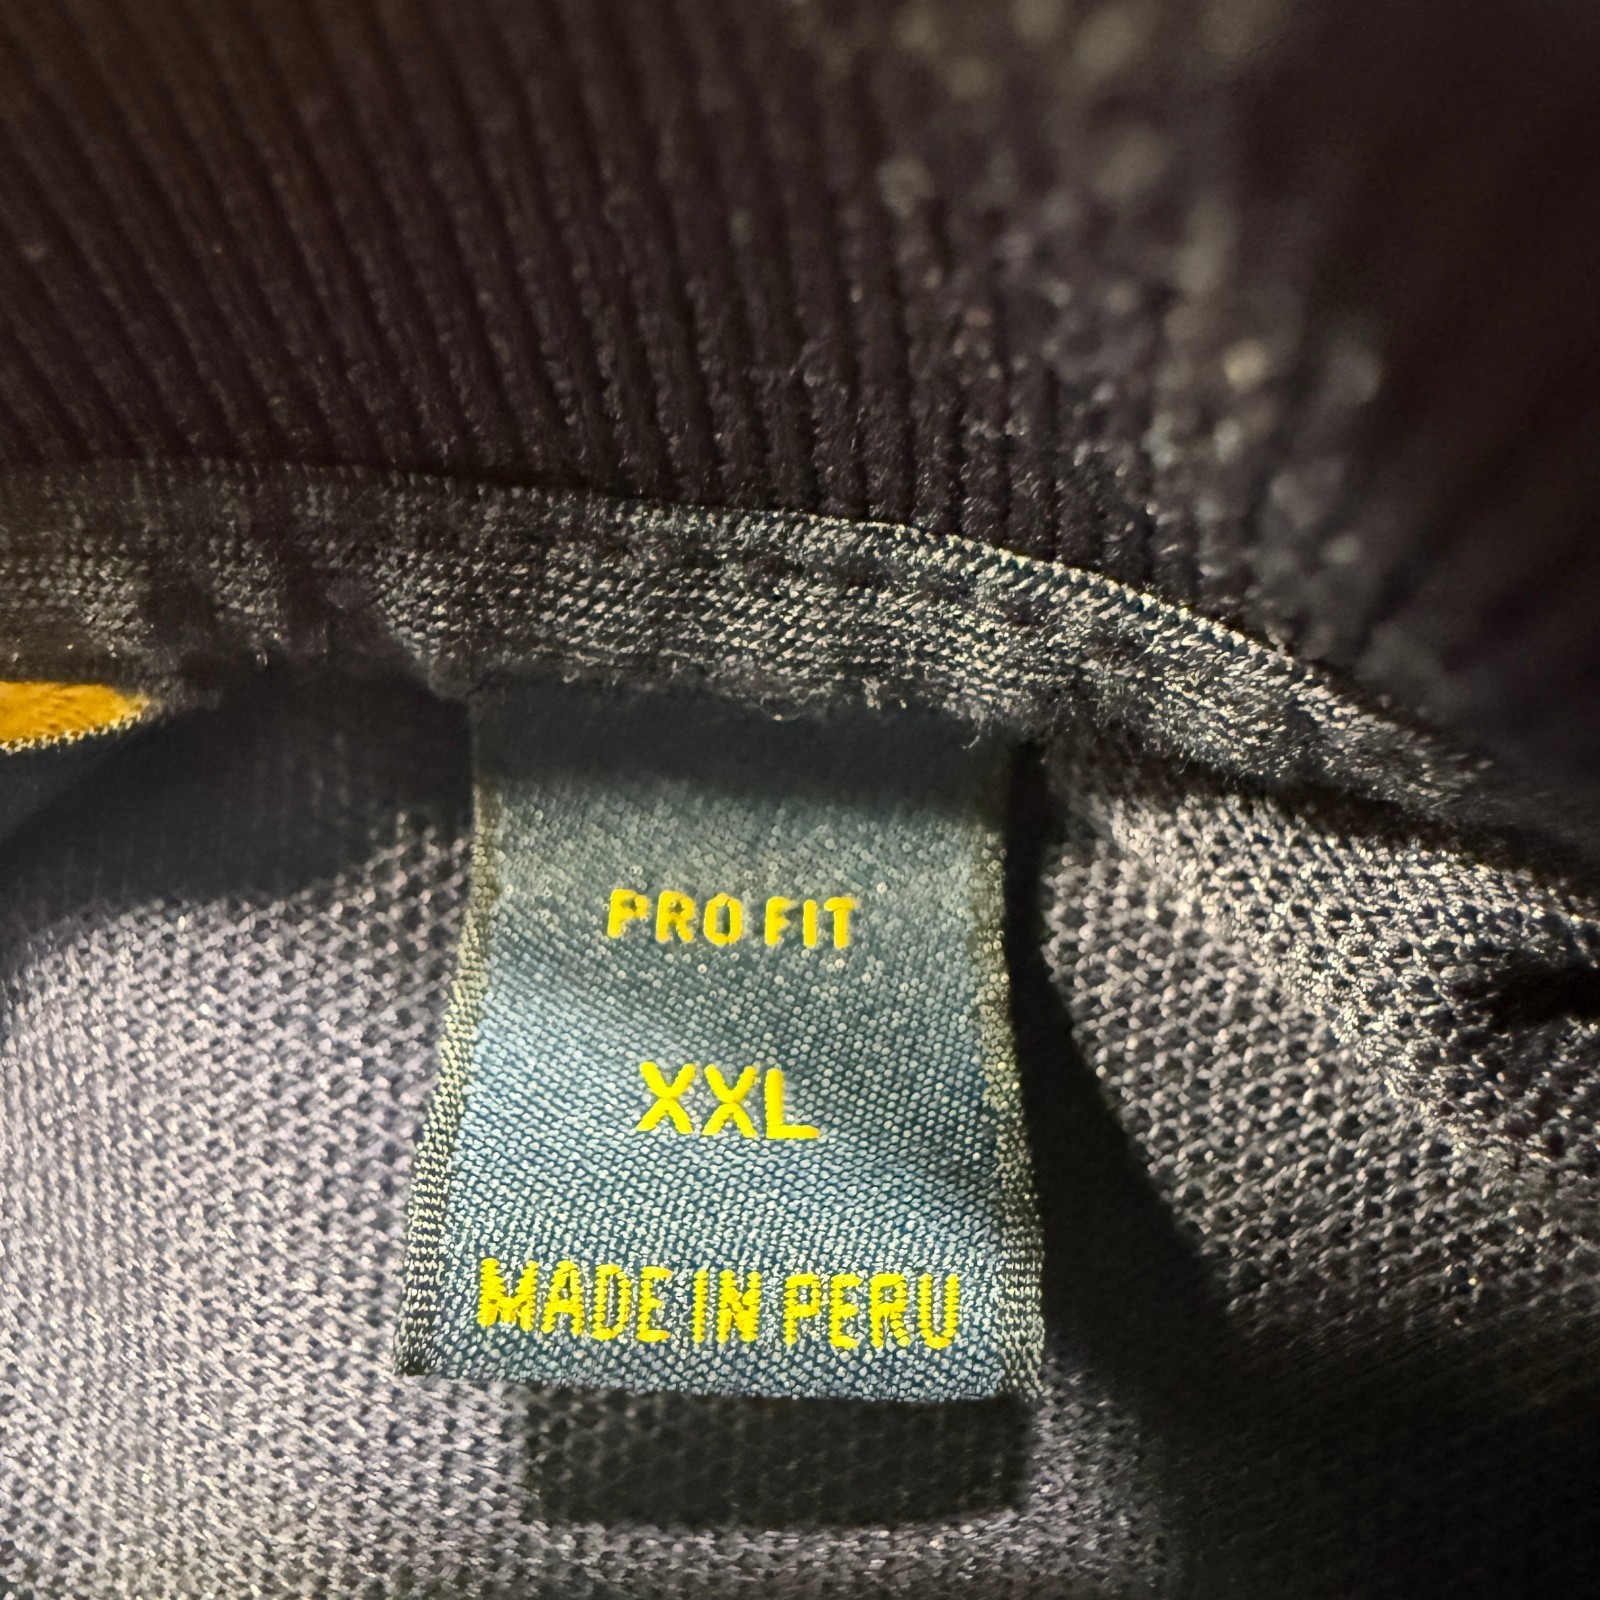 PRO FIT
XXL
MADE IN PERU